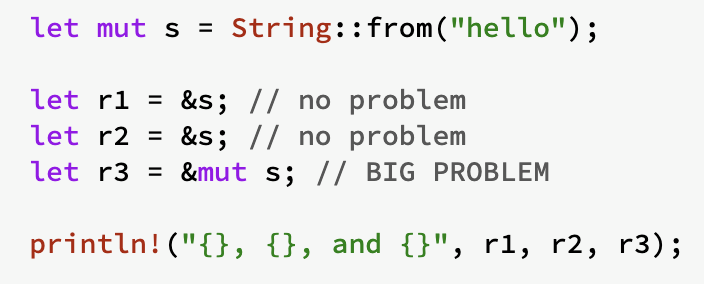 let mut s = String::from("hello");
let r1 = &s; // no problem
let r2 = &s; // no problem
let r3 = &mut s; // BIG PROBLEM
println!("{}, {}, and {}", r1, r2, r3);